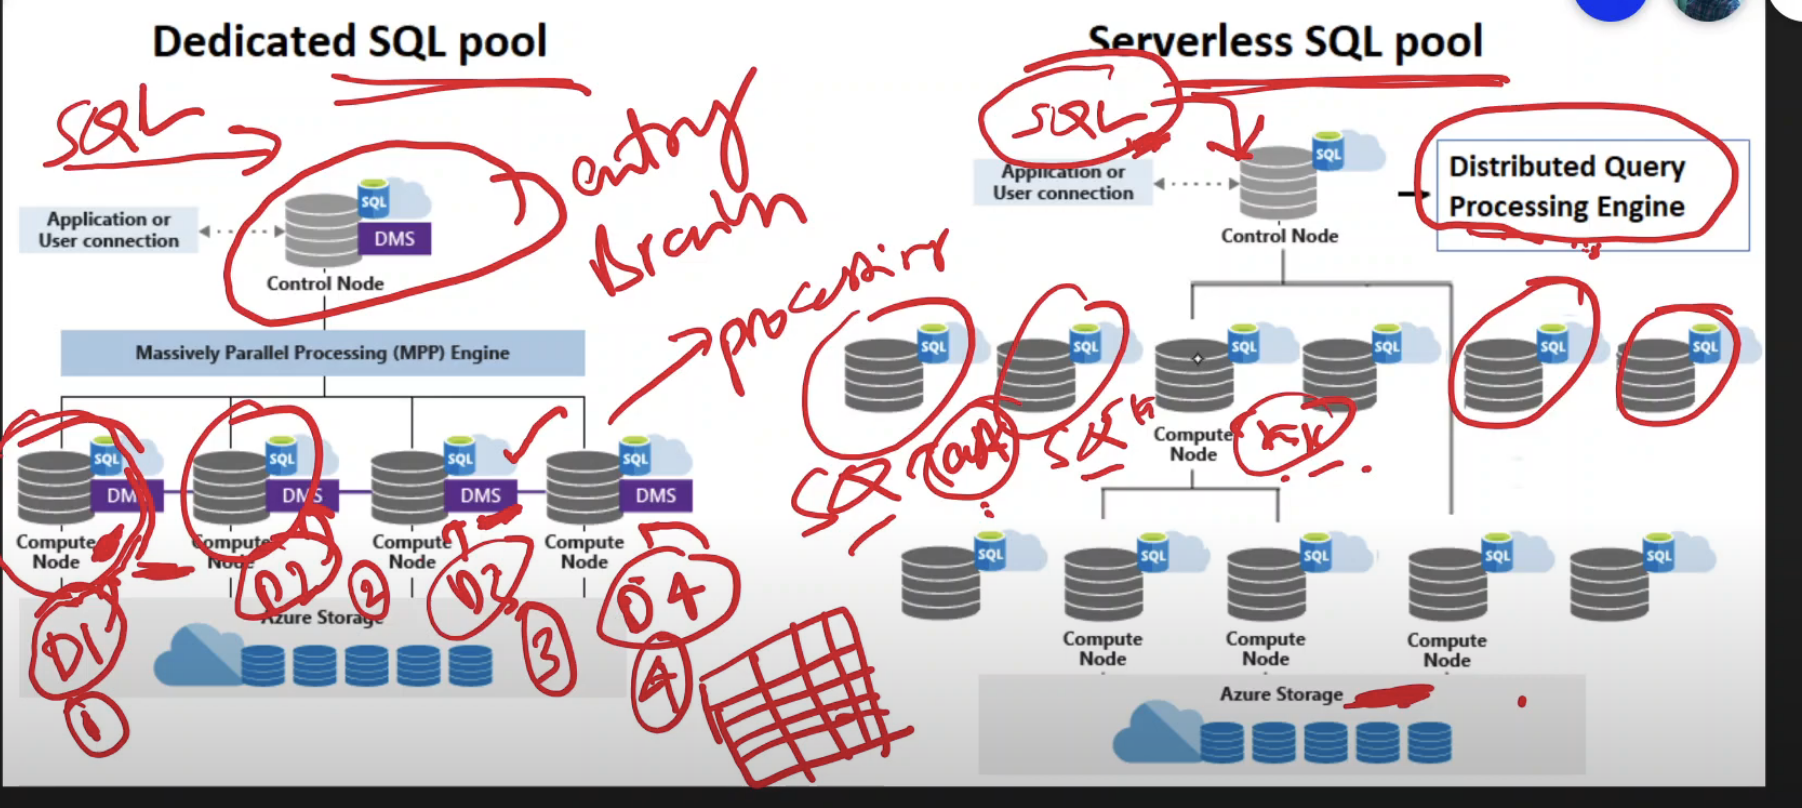 Dedicated SQL pool
SQL
entry
SQL
Application or
User connection
DMS
Control Node
processing
Massively Parallel Processing (MPP) Engine
SQL
SQL
SQL
SQL
DM
DMS
DMS
DMS
Compute
Node
Compute
Node
Compute
Node
Compute
Node
D1
D2
D3
D4
1
2
3
4
Azure Storage
Serverless SQL pool
SQL
SQL
Application or
User connection
Control Node
Distributed Query
Processing Engine
SQL
SQL
SQL
SQL
SQL
SQL
Compute
Node
SQL
SQL
SQL
SQL
SQL
Compute
Node
Compute
Node
Compute
Node
Azure Storage